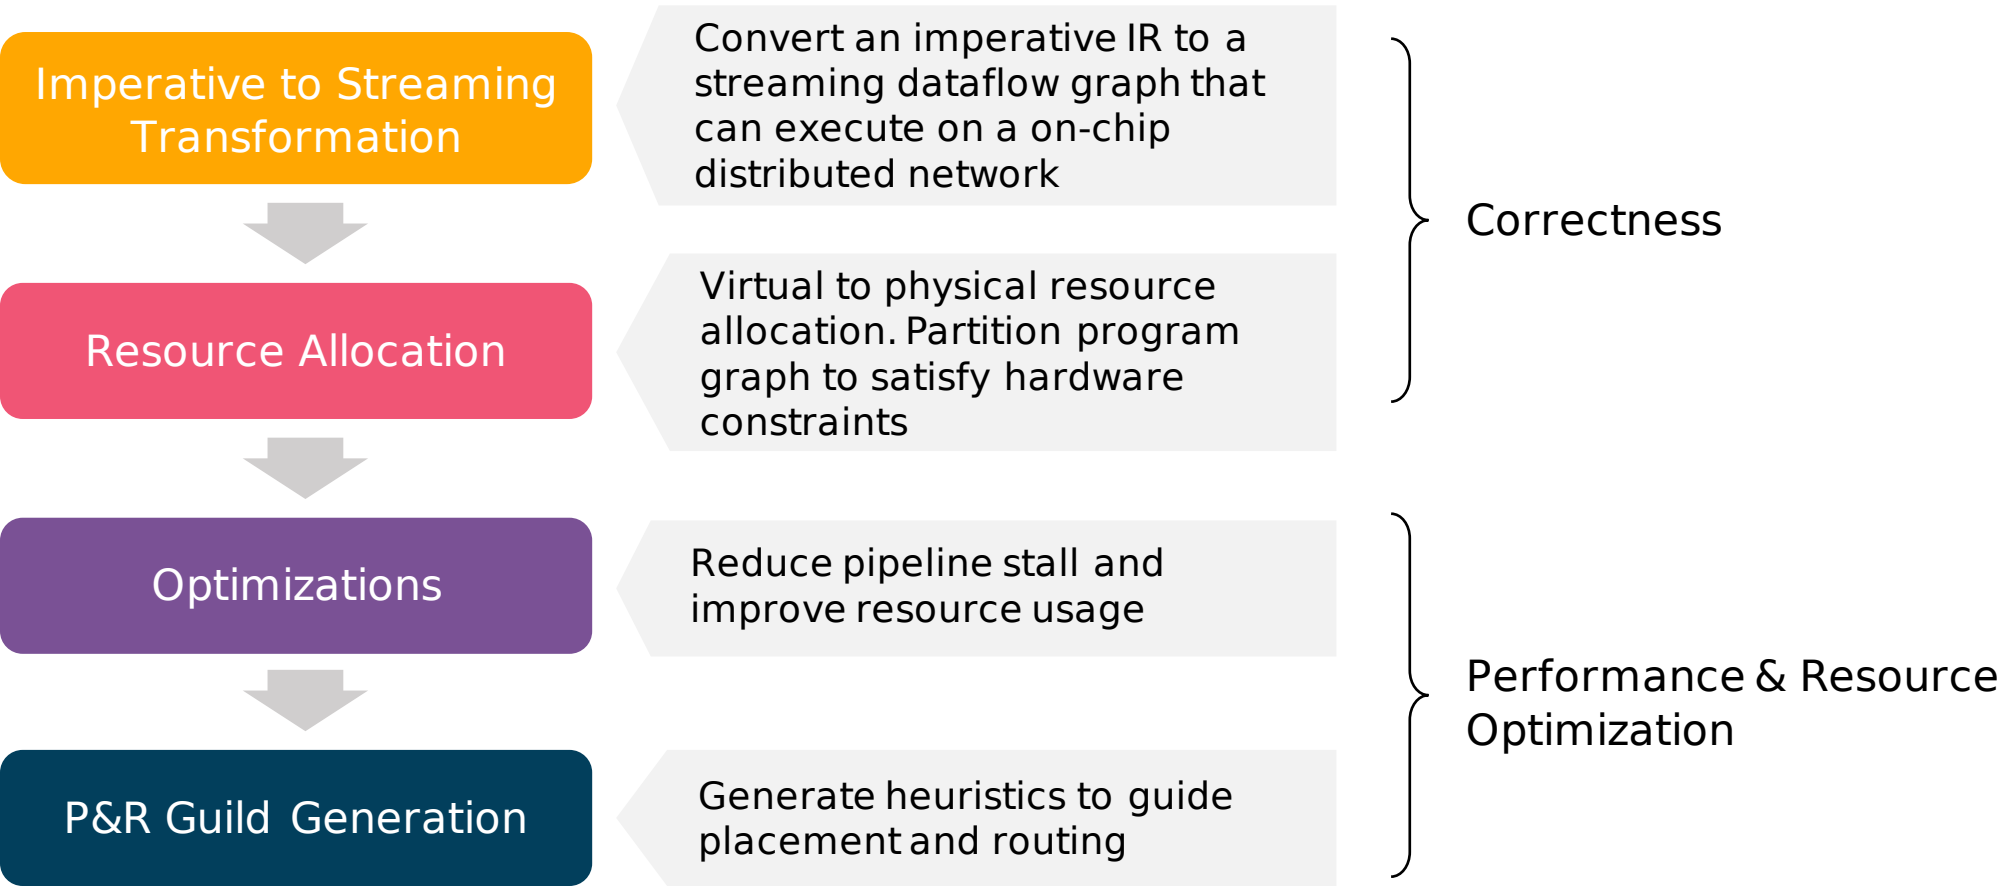 Imperative to Streaming
Transformation
Convert an imperative IR to a
streaming dataflow graph that
can execute on a on-chip
distributed network
Correctness
Resource Allocation
Virtual to physical resource
allocation. Partition program
graph to satisfy hardware
constraints
Optimizations
Reduce pipeline stall and
improve resource usage
Performance & Resource
Optimization
P&R Guild Generation
Generate heuristics to guide
placement and routing